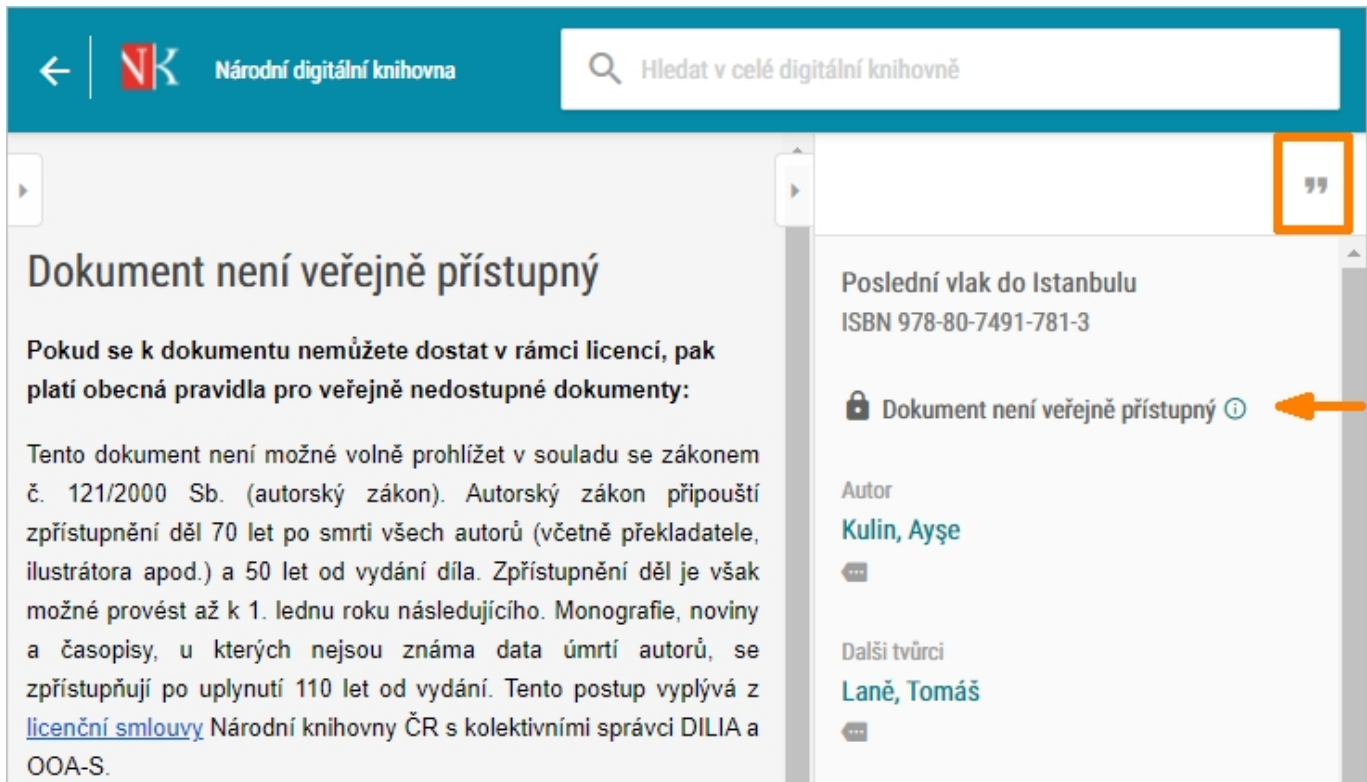 NK Národní digitální knihovna
Hledat v celé digitální knihovně
Dokument není veřejně přístupný
Pokud se k dokumentu nemůžete dostat v rámci licencí, pak
platí obecná pravidla pro veřejně nedostupné dokumenty:
Tento dokument není možné volně prohlížet v souladu se zákonem
č. 121/2000 Sb. (autorský zákon). Autorský zákon připouští
zpřístupnění děl 70 let po smrti všech autorů (včetně překladatele,
ilustrátora apod.) a 50 let od vydání díla. Zpřístupnění děl je však
možné provést až k 1. lednu roku následujícího. Monografie, noviny
a časopisy, u kterých nejsou známa data úmrtí autorů, se
zpřístupňují po uplynutí 110 let od vydání. Tento postup vyplývá z
licenční smlouvy Národní knihovny ČR s kolektivními správci DILIA a
OOA-S.
Poslední vlak do Istanbulu
ISBN 978-80-7491-781-3
Dokument není veřejně přístupný
Autor
Kulin, Ayşe
Další tvůrci
Laně, Tomáš